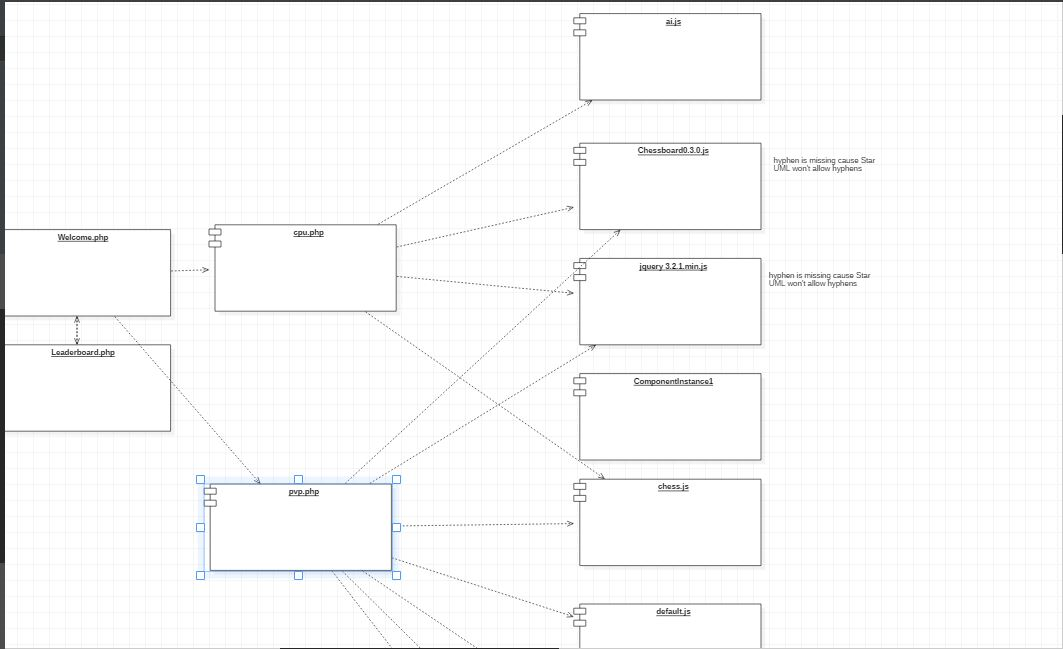 ai.js
Chessboard0.3.0.js
hyphen is missing cause Star
UML won't allow hyphens
Welcome.php
cpu.php
jquery 3.2.1.min.js
hyphen is missing cause Star
UML won't allow hyphens
Leaderboard.php
ComponentInstance1
pvp.php
chess.js
default.js